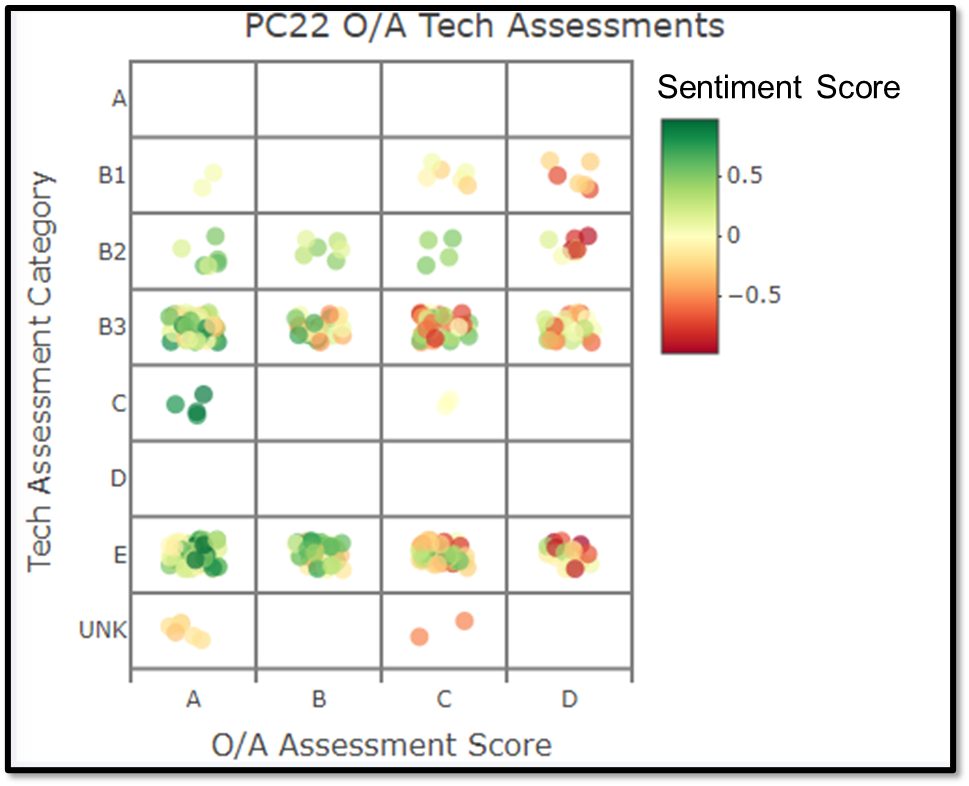 PC22 O/A Tech Assessments
Sentiment Score
0.5
0
−0.5
Tech Assessment Category
A
B1
B2
B3
C
D
E
UNK
A B C D
O/A Assessment Score